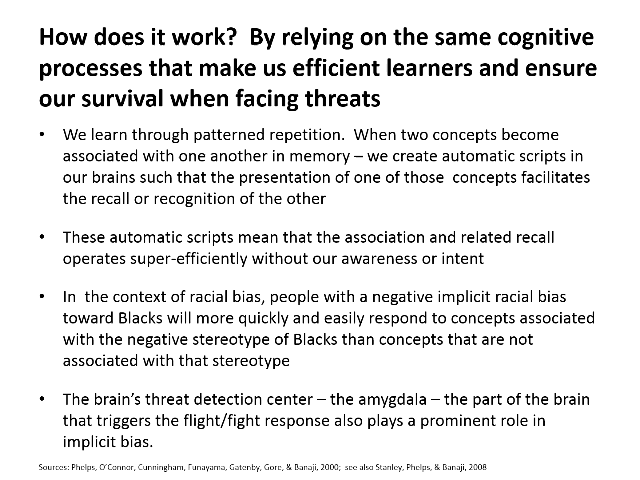 How does it work?  By relying on the same cognitive
processes that make us efficient learners and ensure
our survival when facing threats
• We learn through patterned repetition.  When two concepts become
associated with one another in memory – we create automatic scripts in
our brains such that the presentation of one of those  concepts facilitates
the recall or recognition of the other
• These automatic scripts mean that the association and related recall
operates super-efficiently without our awareness or intent
• In  the context of racial bias, people with a negative implicit racial bias
toward Blacks will more quickly and easily respond to concepts associated
with the negative stereotype of Blacks than concepts that are not
associated with that stereotype
• The brain’s threat detection center – the amygdala – the part of the brain
that triggers the flight/fight response also plays a prominent role in
implicit bias.
Sources: Phelps, O’Connor, Cunningham, Funayama, Gatenby, Gore, & Banaji, 2000;  see also Stanley, Phelps, & Banaji, 2008